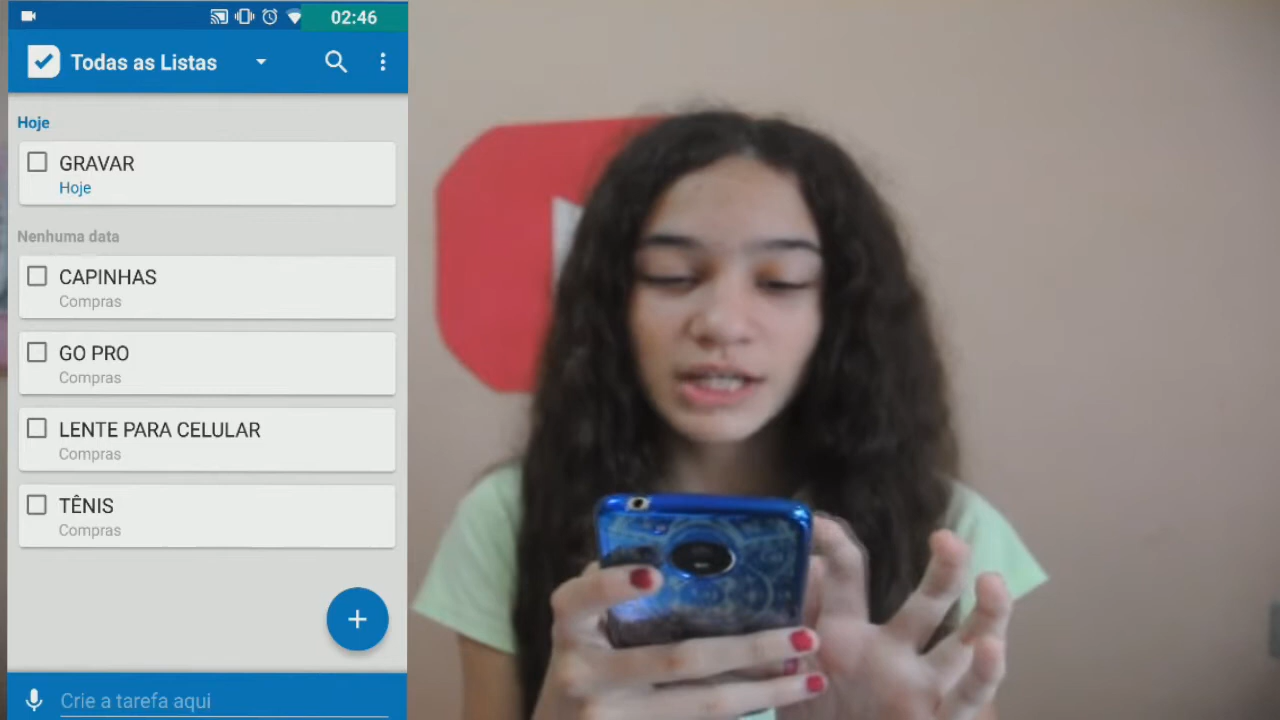 02:46
Todas as Listas
Hoje
GRAVAR
Hoje
Nenhuma data
CAPINHAS
Compras
GO PRO
Compras
LENTE PARA CELULAR
Compras
TÊNIS
Compras
Crie a tarefa aqui